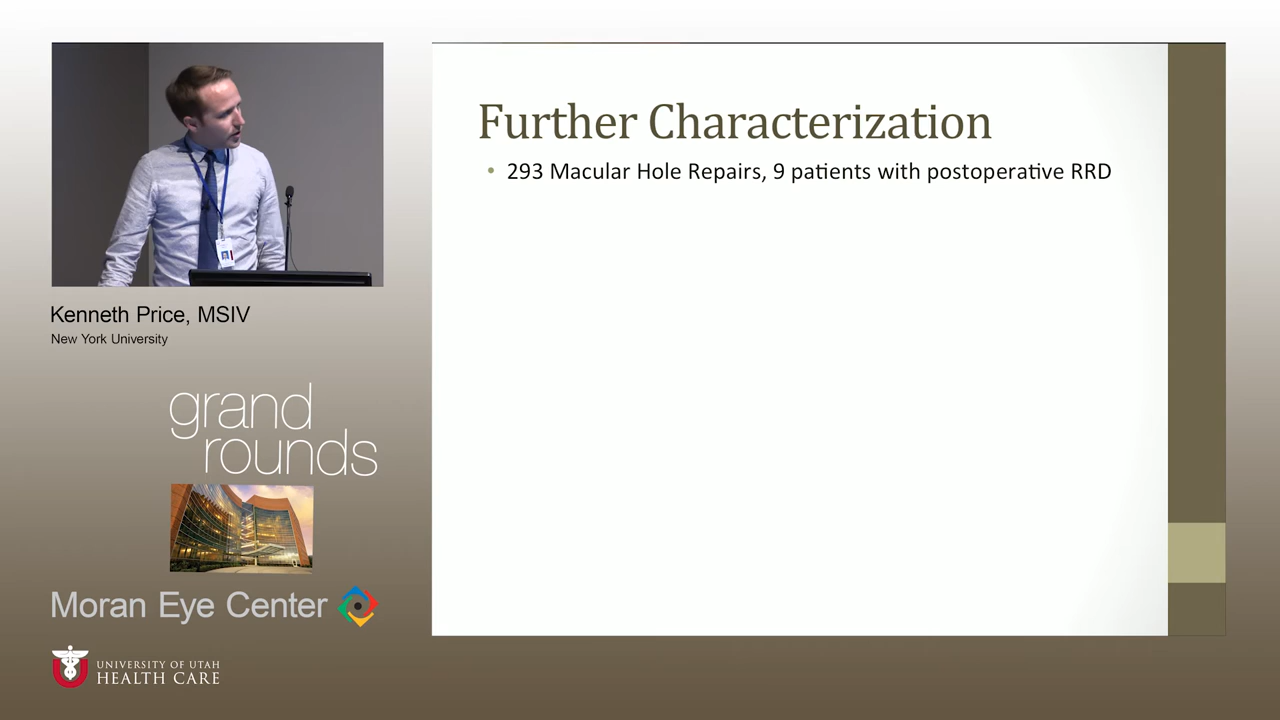 Further Characterization
• 293 Macular Hole Repairs, 9 patients with postoperative RRD
Kenneth Price, MSIV
New York University
grand
rounds
Moran Eye Center
UNIVERSITY OF UTAH
HEALTH CARE